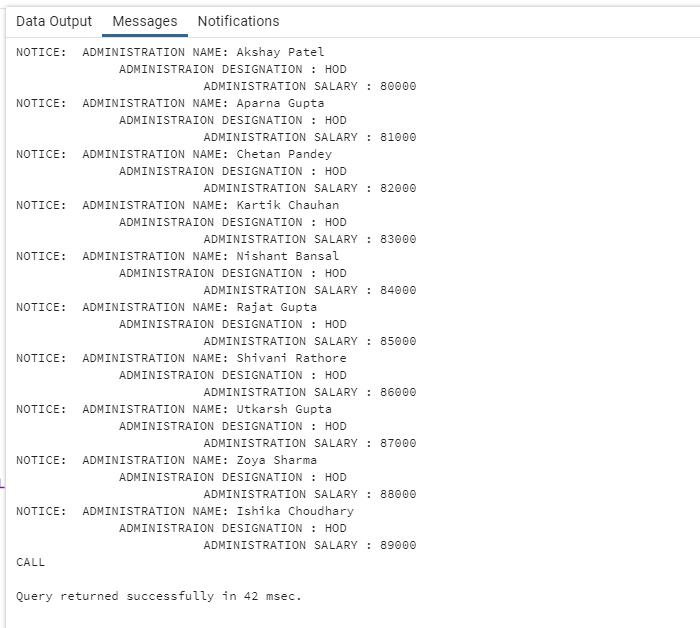 Data Output Messages Notifications
NOTICE:  ADMINISTRATION NAME: Akshay Patel
ADMINISTRAION DESIGNATION : HOD
ADMINISTRATION SALARY : 80000
NOTICE:  ADMINISTRATION NAME: Aparna Gupta
ADMINISTRAION DESIGNATION : HOD
ADMINISTRATION SALARY : 81000
NOTICE:  ADMINISTRATION NAME: Chetan Pandey
ADMINISTRAION DESIGNATION : HOD
ADMINISTRATION SALARY : 82000
NOTICE:  ADMINISTRATION NAME: Kartik Chauhan
ADMINISTRAION DESIGNATION : HOD
ADMINISTRATION SALARY : 83000
NOTICE:  ADMINISTRATION NAME: Nishant Bansal
ADMINISTRAION DESIGNATION : HOD
ADMINISTRATION SALARY : 84000
NOTICE:  ADMINISTRATION NAME: Rajat Gupta
ADMINISTRAION DESIGNATION : HOD
ADMINISTRATION SALARY : 85000
NOTICE:  ADMINISTRATION NAME: Shivani Rathore
ADMINISTRAION DESIGNATION : HOD
ADMINISTRATION SALARY : 86000
NOTICE:  ADMINISTRATION NAME: Utkarsh Gupta
ADMINISTRAION DESIGNATION : HOD
ADMINISTRATION SALARY : 87000
NOTICE:  ADMINISTRATION NAME: Zoya Sharma
ADMINISTRAION DESIGNATION : HOD
ADMINISTRATION SALARY : 88000
NOTICE:  ADMINISTRATION NAME: Ishika Choudhary
ADMINISTRAION DESIGNATION : HOD
ADMINISTRATION SALARY : 89000
CALL
Query returned successfully in 42 msec.